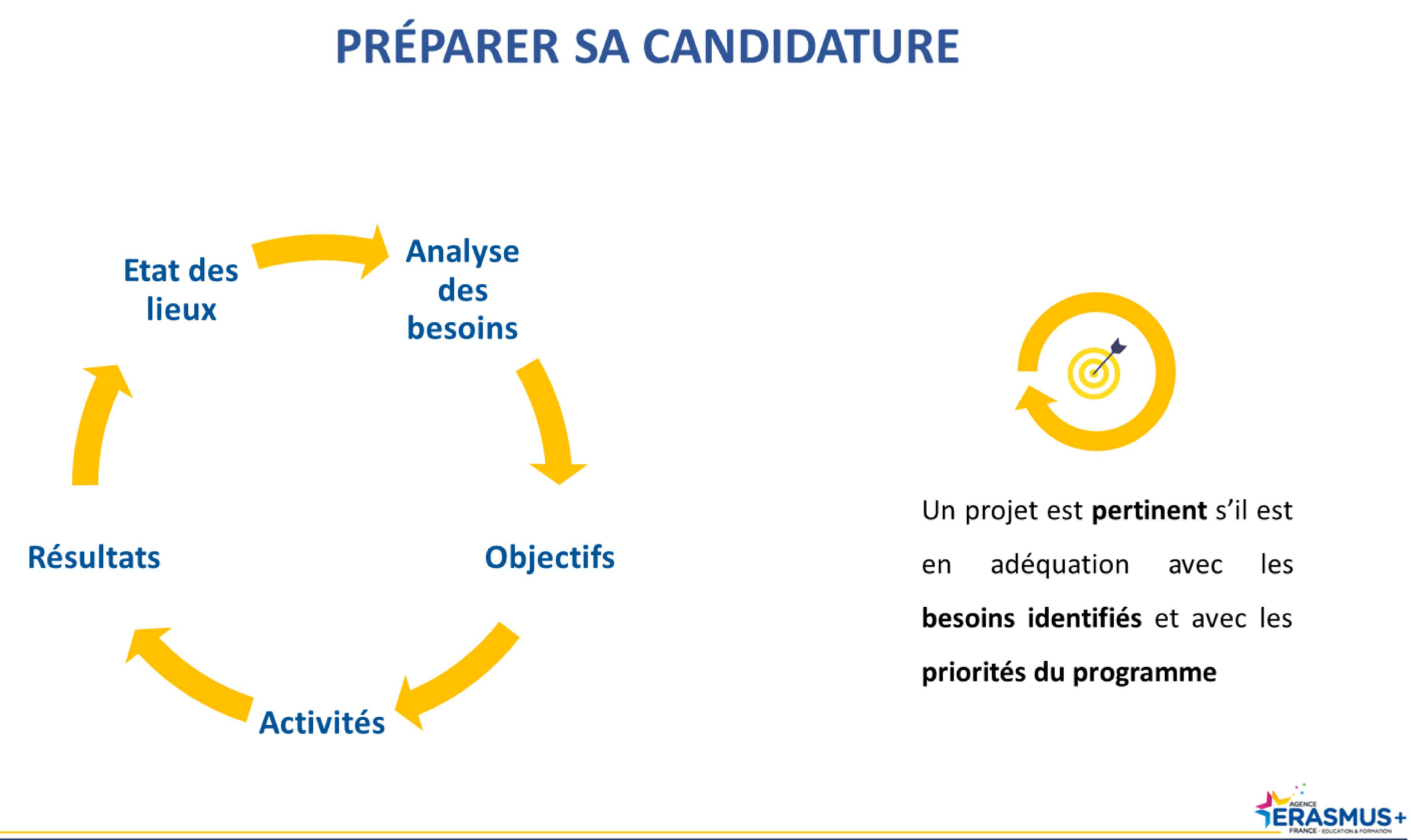 PRÉPARER SA CANDIDATURE
Etat des
lieux
Analyse
des
besoins
Objectifs
Activités
Résultats
Un projet est pertinent s’il est
en adéquation avec les
besoins identifiés et avec les
priorités du programme
AGENCE
ERASMUS+
FRANCE - EDUCATION & FORMATION